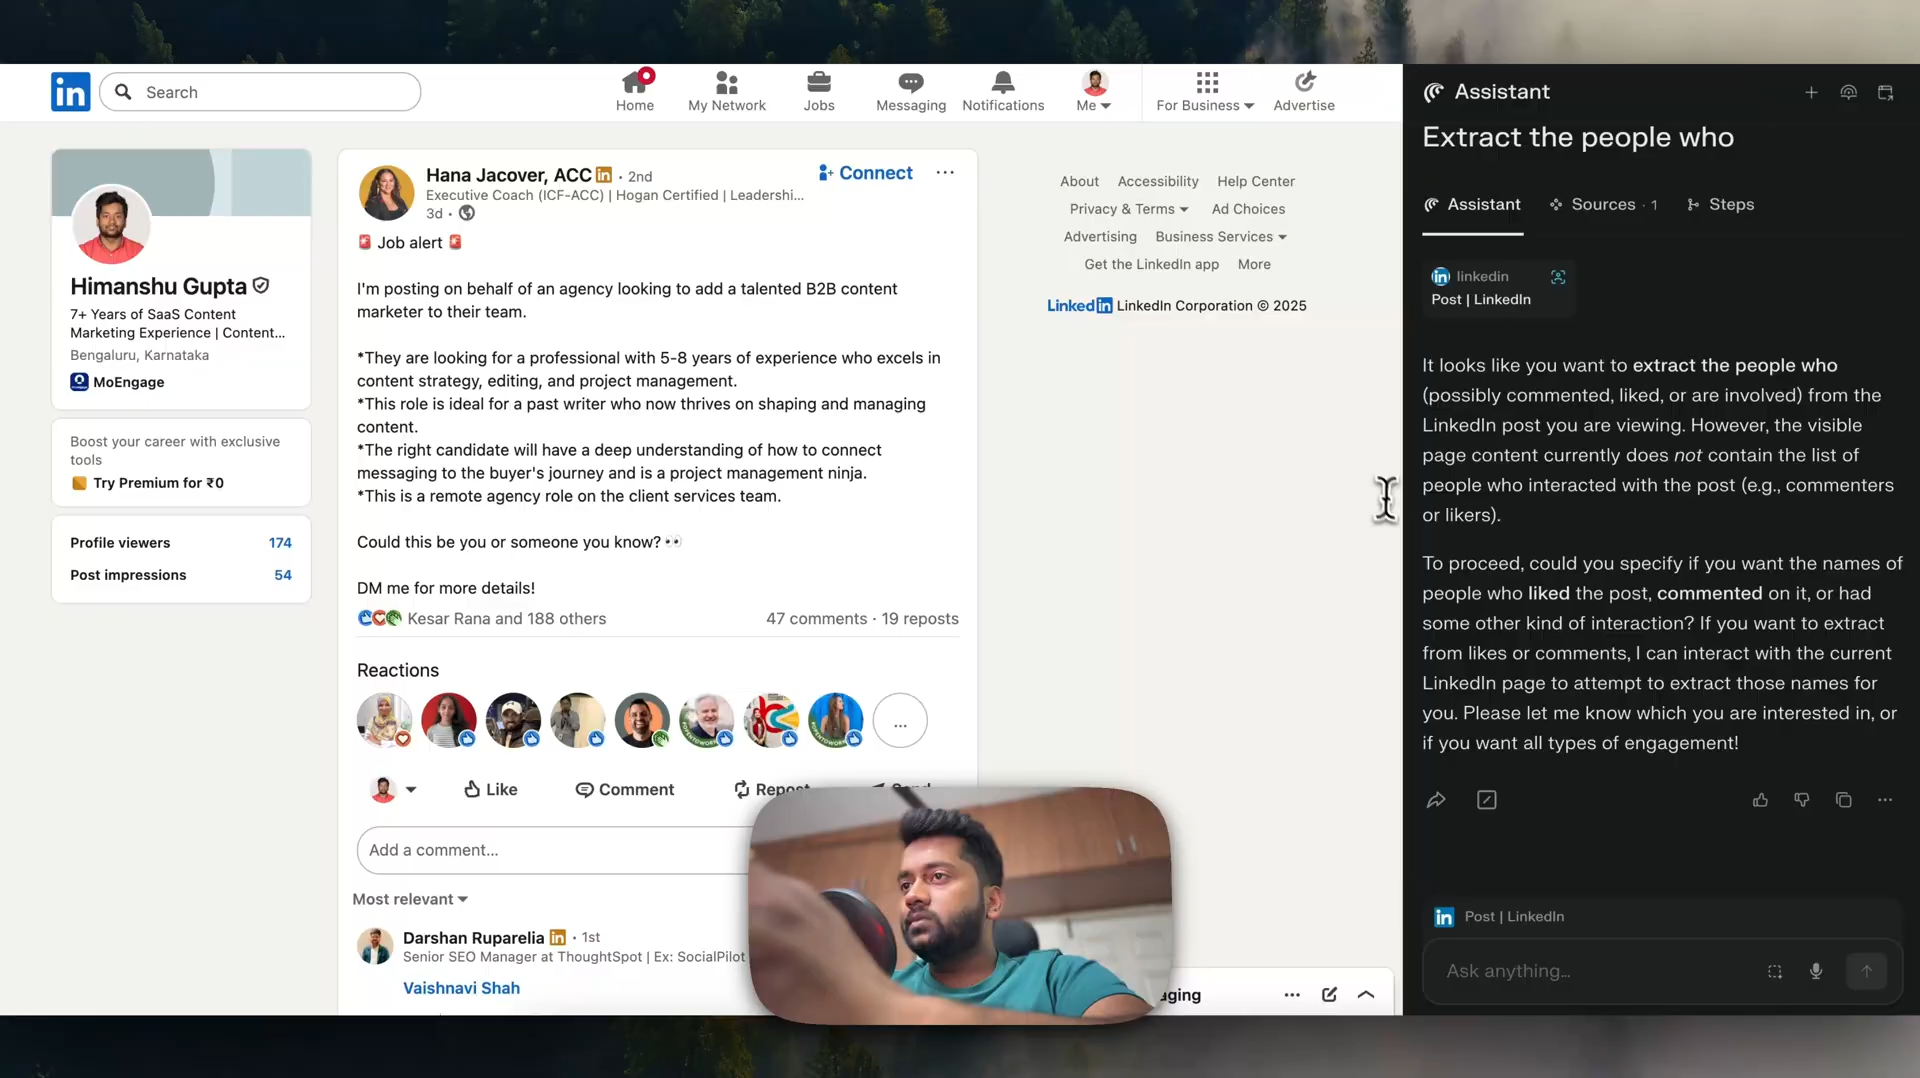 in
Search
Home
My Network
Jobs
Messaging
Notifications
Me
For Business
Advertise
Himanshu Gupta
7+ Years of SaaS Content
Marketing Experience | Content...
Bengaluru, Karnataka
MoEngage
Boost your career with exclusive
tools
Try Premium for ₹0
Profile viewers 174
Post impressions 54
Hana Jacover, ACC in · 2nd
Executive Coach (ICF-ACC) | Hogan Certified | Leadershi...
3d ·
Connect
🚨 Job alert 🚨
I'm posting on behalf of an agency looking to add a talented B2B content
marketer to their team.
*They are looking for a professional with 5-8 years of experience who excels in
content strategy, editing, and project management.
*This role is ideal for a past writer who now thrives on shaping and managing
content.
*The right candidate will have a deep understanding of how to connect
messaging to the buyer's journey and is a project management ninja.
*This is a remote agency role on the client services team.
Could this be you or someone you know? 👀
DM me for more details!
Kesar Rana and 188 others
47 comments · 19 reposts
Reactions
...
Like
Comment
Repost
Add a comment...
Most relevant
Darshan Ruparelia in · 1st
Senior SEO Manager at ThoughtSpot | Ex: SocialPilot
Vaishnavi Shah
About Accessibility Help Center
Privacy & Terms Ad Choices
Advertising Business Services
Get the LinkedIn app More
LinkedIn LinkedIn Corporation © 2025
aging
Assistant
Extract the people who
Assistant
Sources · 1
Steps
in linkedin
Post | LinkedIn
It looks like you want to extract the people who
(possibly commented, liked, or are involved) from the
LinkedIn post you are viewing. However, the visible
page content currently does not contain the list of
people who interacted with the post (e.g., commenters
or likers).
To proceed, could you specify if you want the names of
people who liked the post, commented on it, or had
some other kind of interaction? If you want to extract
from likes or comments, I can interact with the current
LinkedIn page to attempt to extract those names for
you. Please let me know which you are interested in, or
if you want all types of engagement!
in Post | LinkedIn
Ask anything...